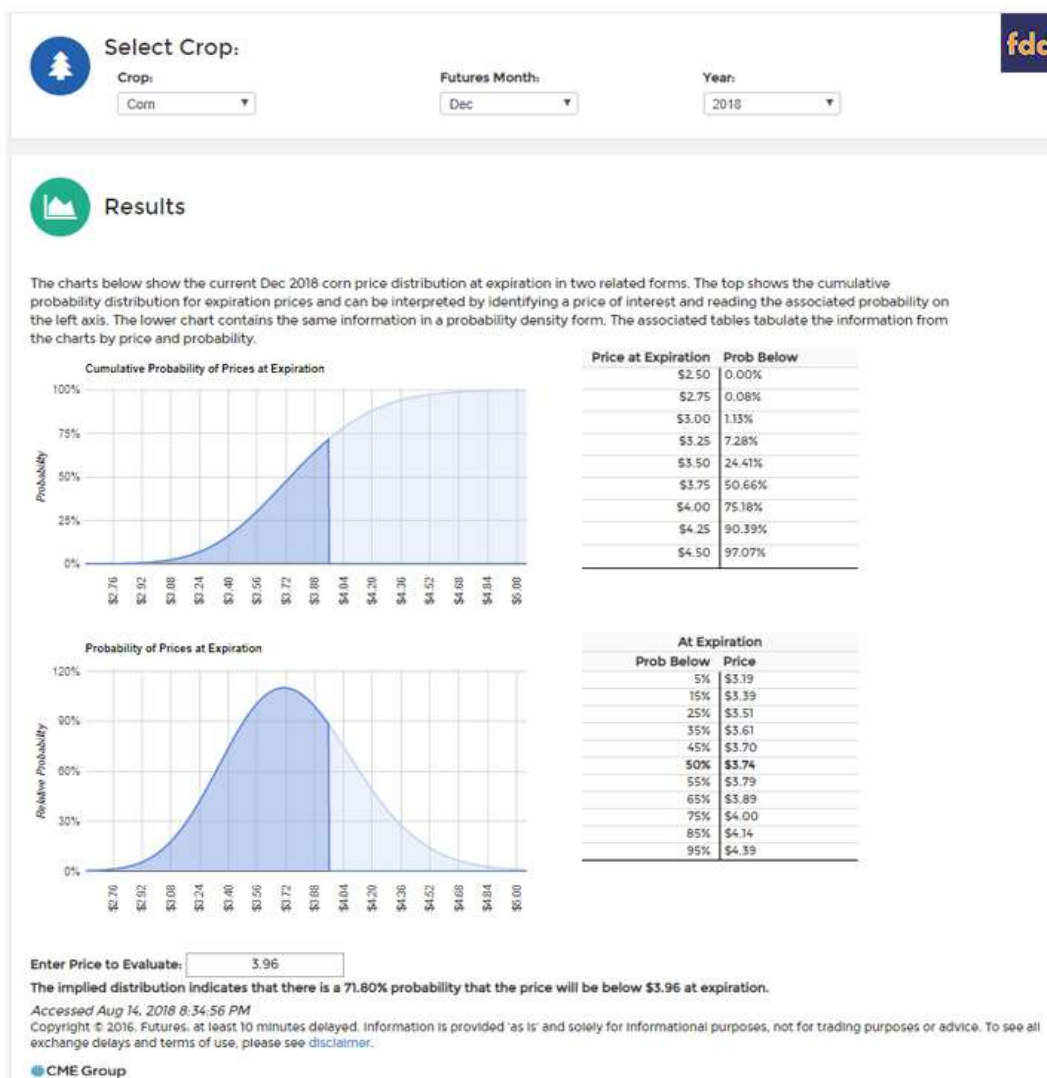 fdd
Select Crop:
Crop:
Futures Month:
Year:
Corn
Dec
2018
Results
The charts below show the current Dec 2018 corn price distribution at expiration in two related forms. The top shows the cumulative
probability distribution for expiration prices and can be interpreted by identifying a price of interest and reading the associated probability on
the left axis. The lower chart contains the same information in a probability density form. The associated tables tabulate the information from
the charts by price and probability.
Cumulative Probability of Prices at Expiration
100%
75%
50%
25%
0%
Probability
$2.76 $2.92 $3.08 $3.24 $3.40 $3.56 $3.72 $3.88 $4.04 $4.20 $4.36 $4.52 $4.68 $4.84 $5.00
Price at Expiration Prob Below
$2.50 0.00%
$2.75 0.08%
$3.00 1.13%
$3.25 7.28%
$3.50 24.41%
$3.75 50.66%
$4.00 75.18%
$4.25 90.39%
$4.50 97.07%
Probability of Prices at Expiration
120%
90%
60%
30%
0%
Relative Probability
$2.76 $2.92 $3.08 $3.24 $3.40 $3.56 $3.72 $3.88 $4.04 $4.20 $4.36 $4.52 $4.68 $4.84 $5.00
At Expiration
Prob Below Price
5% $3.19
15% $3.39
25% $3.51
35% $3.61
45% $3.70
50% $3.74
55% $3.79
65% $3.89
75% $4.00
85% $4.14
95% $4.39
Enter Price to Evaluate: 3.96
The implied distribution indicates that there is a 71.80% probability that the price will be below $3.96 at expiration.
Accessed Aug 14, 2018 8:34:56 PM
Copyright © 2016. Futures: at least 10 minutes delayed. Information is provided 'as is' and solely for informational purposes, not for trading purposes or advice. To see all
exchange delays and terms of use, please see disclaimer.
CME Group